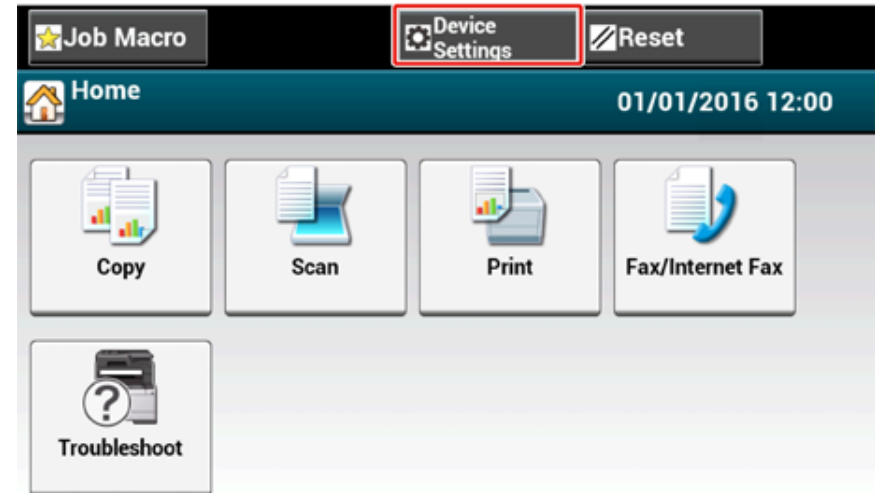 Job Macro
Device
Settings
Reset
Home
01/01/2016 12:00
Copy
Scan
Print
Fax/Internet Fax
?
Troubleshoot